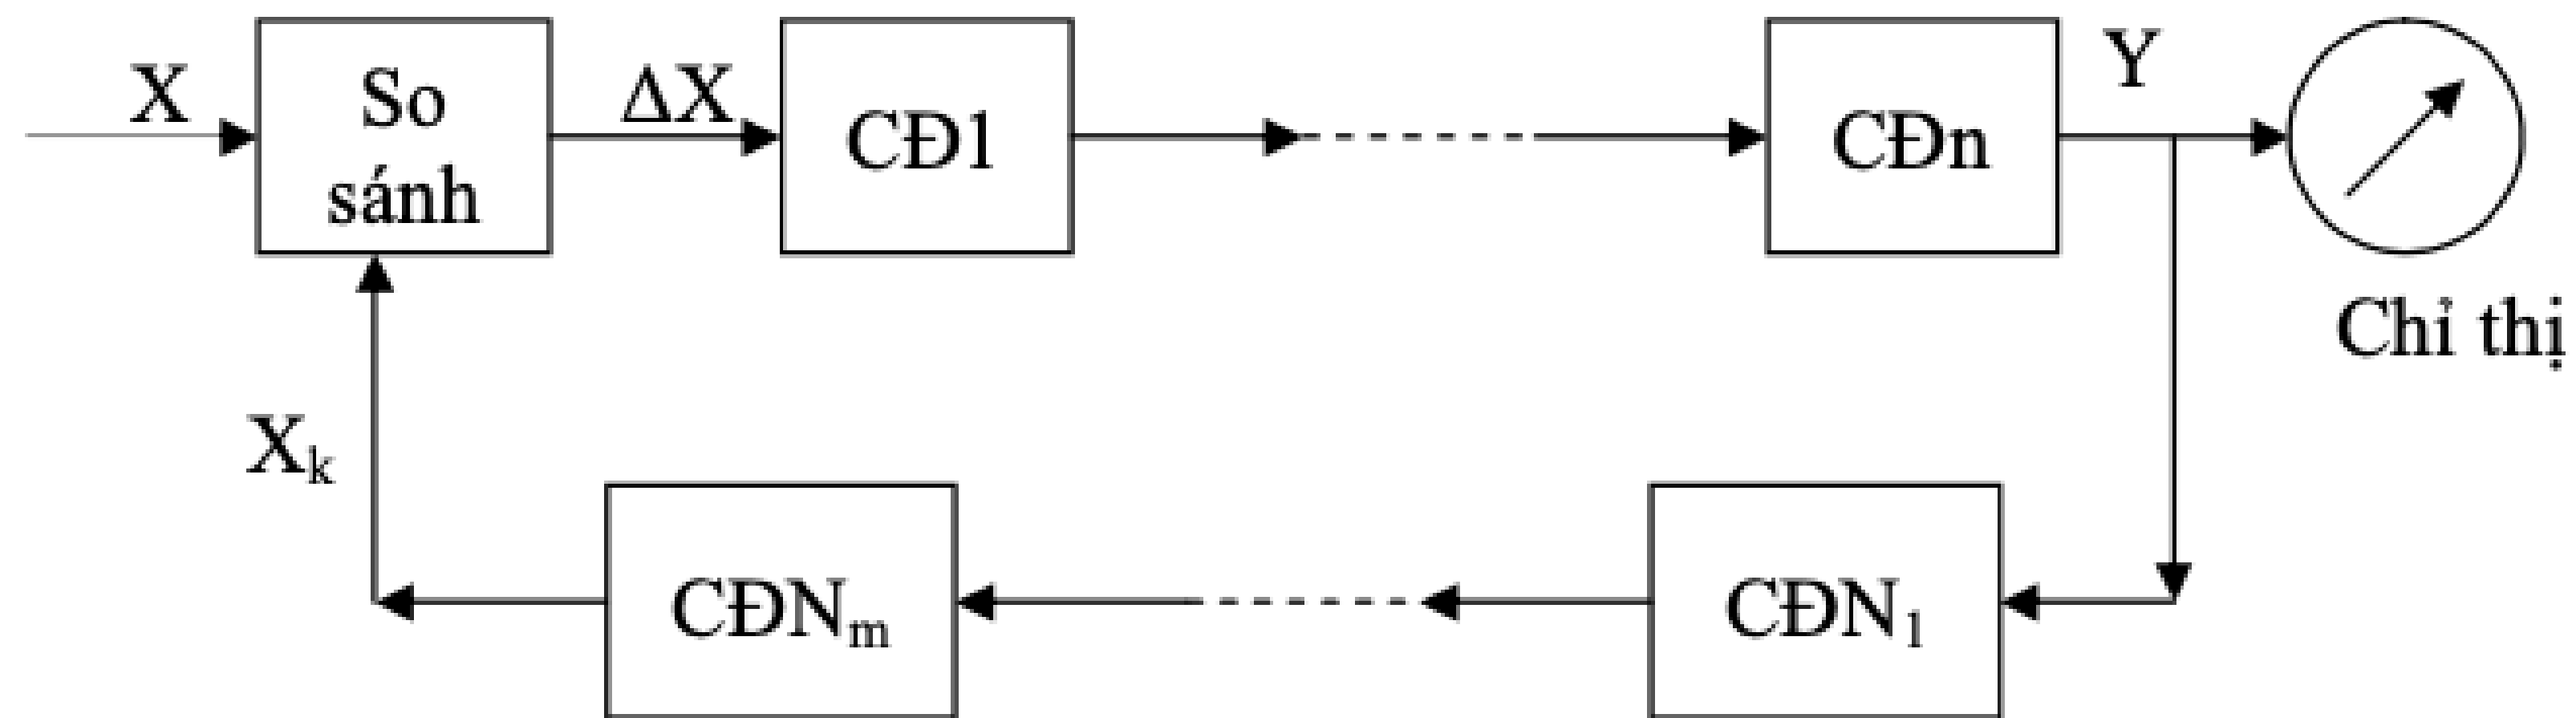 X
So
sánh
ΔX
CĐ1
CĐn
Y
Chỉ thị
Xₖ
CĐNₘ
CĐN₁